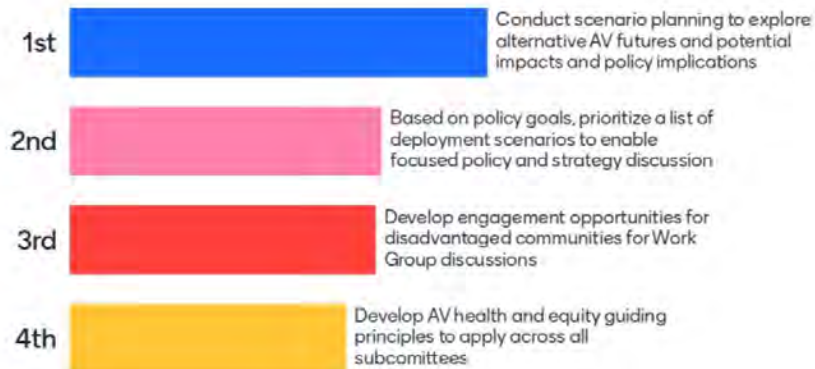 1st
Conduct scenario planning to explore
alternative AV futures and potential
impacts and policy implications
2nd
Based on policy goals, prioritize a list of
deployment scenarios to enable
focused policy and strategy discussion
3rd
Develop engagement opportunities for
disadvantaged communities for Work
Group discussions
4th
Develop AV health and equity guiding
principles to apply across all
subcomittees